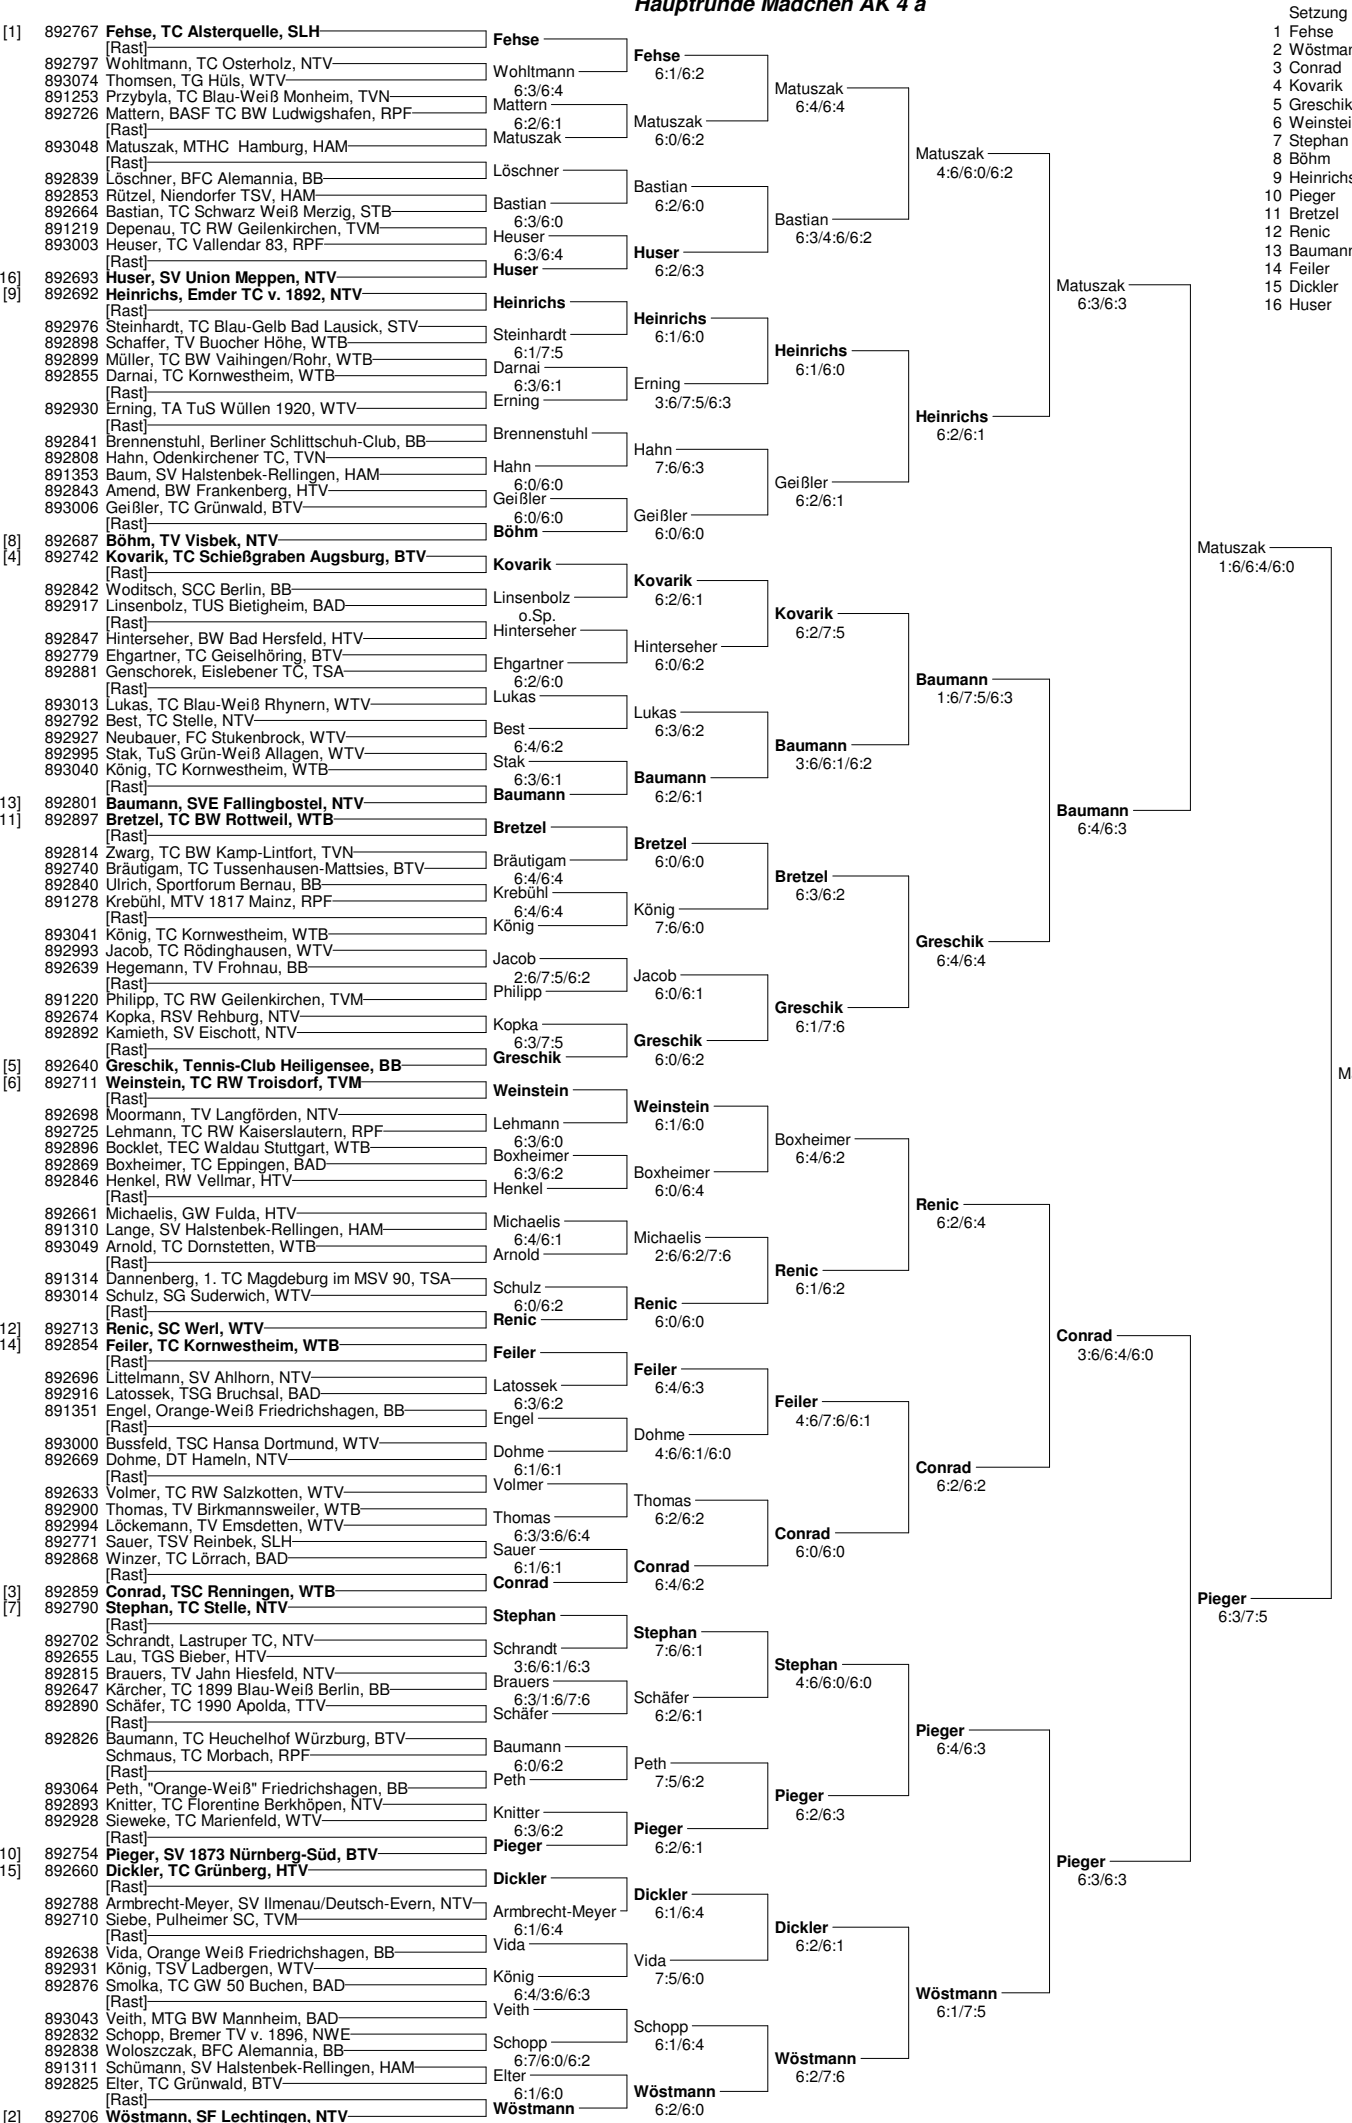 Hauptrunde Mädchen AK 4 a
Setzung
1 Fehse
2 Wöstmar
3 Conrad
4 Kovarik
5 Greschik
6 Weinstei
7 Stephan
8 Böhm
9 Heinrichs
10 Pieger
11 Bretzel
12 Renic
13 Baumann
14 Feiler
15 Dickler
16 Huser
[1] 892767 Fehse, TC Alsterquelle, SLH
[Rast]
892797 Wohltmann, TC Osterholz, NTV
893074 Thomsen, TG Hüls, WTV
891253 Przybyla, TC Blau-Weiß Monheim, TVN
892726 Mattern, BASF TC BW Ludwigshafen, RPF
[Rast]
893048 Matuszak, MTHC Hamburg, HAM
[Rast]
892839 Löschner, BFC Alemannia, BB
892853 Rützel, Niendorfer TSV, HAM
892664 Bastian, TC Schwarz Weiß Merzig, STB
891219 Depenau, TC RW Geilenkirchen, TVM
893003 Heuser, TC Vallendar 83, RPF
[Rast]
16] 892693 Huser, SV Union Meppen, NTV
[9] 892692 Heinrichs, Emder TC v. 1892, NTV
[Rast]
892976 Steinhardt, TC Blau-Gelb Bad Lausick, STV
892898 Schaffer, TV Buocher Höhe, WTB
892899 Müller, TC BW Vaihingen/Rohr, WTB
892855 Darnai, TC Kornwestheim, WTB
[Rast]
892930 Erning, TA TuS Wüllen 1920, WTV
[Rast]
892841 Brennenstuhl, Berliner Schlittschuh-Club, BB
892808 Hahn, Odenkirchener TC, TVN
891353 Baum, SV Halstenbek-Rellingen, HAM
892843 Amend, BW Frankenberg, HTV
893006 Geißler, TC Grünwald, BTV
[Rast]
[8] 892687 Böhm, TV Visbek, NTV
[4] 892742 Kovarik, TC Schießgraben Augsburg, BTV
[Rast]
892842 Woditsch, SCC Berlin, BB
892917 Linsenbolz, TUS Bietigheim, BAD
[Rast]
892847 Hinterseher, BW Bad Hersfeld, HTV
892779 Ehgartner, TC Geiselhöring, BTV
892881 Genschorek, Eislebener TC, TSA
[Rast]
893013 Lukas, TC Blau-Weiß Rhynern, WTV
892792 Best, TC Stelle, NTV
892927 Neubauer, FC Stukenbrock, WTV
892995 Stak, TuS Grün-Weiß Allagen, WTV
893040 König, TC Kornwestheim, WTB
[Rast]
13] 892801 Baumann, SVE Fallingbostel, NTV
11] 892897 Bretzel, TC BW Rottweil, WTB
[Rast]
892814 Zwarg, TC BW Kamp-Lintfort, TVN
892740 Bräutigam, TC Tussenhausen-Mattsies, BTV
892840 Ulrich, Sportforum Bernau, BB
891278 Krebühl, MTV 1817 Mainz, RPF
[Rast]
893041 König, TC Kornwestheim, WTB
892993 Jacob, TC Rödinghausen, WTV
892639 Hegemann, TV Frohnau, BB
[Rast]
891220 Philipp, TC RW Geilenkirchen, TVM
892674 Kopka, RSV Rehburg, NTV
892892 Kamieth, SV Eischott, NTV
[Rast]
[5] 892640 Greschik, Tennis-Club Heiligensee, BB
[6] 892711 Weinstein, TC RW Troisdorf, TVM
[Rast]
892698 Moormann, TV Langförden, NTV
892725 Lehmann, TC RW Kaiserslautern, RPF
892896 Bocklet, TEC Waldau Stuttgart, WTB
892869 Boxheimer, TC Eppingen, BAD
892846 Henkel, RW Vellmar, HTV
[Rast]
892661 Michaelis, GW Fulda, HTV
891310 Lange, SV Halstenbek-Rellingen, HAM
893049 Arnold, TC Dornstetten, WTB
[Rast]
891314 Dannenberg, 1. TC Magdeburg im MSV 90, TSA
893014 Schulz, SG Suderwich, WTV
[Rast]
12] 892713 Renic, SC Werl, WTV
14] 892854 Feiler, TC Kornwestheim, WTB
[Rast]
892696 Littelmann, SV Ahlhorn, NTV
892916 Latossek, TSG Bruchsal, BAD
891351 Engel, Orange-Weiß Friedrichshagen, BB
[Rast]
893000 Bussfeld, TSC Hansa Dortmund, WTV
892669 Dohme, DT Hameln, NTV
[Rast]
892633 Volmer, TC RW Salzkotten, WTV
892900 Thomas, TV Birkmannsweiler, WTB
892994 Löckemann, TV Emsdetten, WTV
892771 Sauer, TSV Reinbek, SLH
892868 Winzer, TC Lörrach, BAD
[Rast]
[3] 892859 Conrad, TSC Renningen, WTB
[7] 892790 Stephan, TC Stelle, NTV
[Rast]
892702 Schrandt, Lastruper TC, NTV
892655 Lau, TGS Bieber, HTV
892815 Brauers, TV Jahn Hiesfeld, NTV
892647 Kärcher, TC 1899 Blau-Weiß Berlin, BB
892890 Schäfer, TC 1990 Apolda, TTV
[Rast]
892826 Baumann, TC Heuchelhof Würzburg, BTV
Schmaus, TC Morbach, RPF
[Rast]
893064 Peth, "Orange-Weiß" Friedrichshagen, BB
892893 Knitter, TC Florentine Berkhöpen, NTV
892928 Sieweke, TC Marienfeld, WTV
[Rast]
10] 892754 Pieger, SV 1873 Nürnberg-Süd, BTV
15] 892660 Dickler, TC Grünberg, HTV
[Rast]
892788 Armbrecht-Meyer, SV Ilmenau/Deutsch-Evern, NTV
892710 Siebe, Pulheimer SC, TVM
[Rast]
892638 Vida, Orange Weiß Friedrichshagen, BB
892931 König, TSV Ladbergen, WTV
892876 Smolka, TC GW 50 Buchen, BAD
[Rast]
893043 Veith, MTG BW Mannheim, BAD
892832 Schopp, Bremer TV v. 1896, NWE
892838 Woloszczak, BFC Alemannia, BB
891311 Schümann, SV Halstenbek-Rellingen, HAM
892825 Elter, TC Grünwald, BTV
[Rast]
[2] 892706 Wöstmann, SF Lechtingen, NTV
Fehse
Wohltmann
6:3/6:4
Mattern
6:2/6:1
Matuszak
Löschner
Bastian
6:3/6:0
Heuser
6:3/6:4
Huser
Heinrichs
Steinhardt
6:1/7:5
Darnai
6:3/6:1
Erning
Brennenstuhl
Hahn
6:0/6:0
Geißler
6:0/6:0
Böhm
Kovarik
Linsenbolz
o.Sp.
Hinterseher
Ehgartner
6:2/6:0
Lukas
Best
6:4/6:2
Stak
6:3/6:1
Baumann
Bretzel
Bräutigam
6:4/6:4
Krebühl
6:4/6:4
König
Jacob
2:6/7:5/6:2
Philipp
Kopka
6:3/7:5
Greschik
Weinstein
Lehmann
6:3/6:0
Boxheimer
6:3/6:2
Henkel
Michaelis
6:4/6:1
Arnold
Schulz
6:0/6:2
Renic
Feiler
Latossek
6:3/6:2
Engel
Dohme
6:1/6:1
Volmer
Thomas
6:3/3:6/6:4
Sauer
6:1/6:1
Conrad
Stephan
Schrandt
3:6/6:1/6:3
Brauers
6:3/1:6/7:6
Schäfer
Baumann
6:0/6:2
Peth
Knitter
6:3/6:2
Pieger
Dickler
Armbrecht-Meyer
6:1/6:4
Vida
König
6:4/3:6/6:3
Veith
Schopp
6:7/6:0/6:2
Elter
6:1/6:0
Wöstmann
Fehse
6:1/6:2
Matuszak
6:0/6:2
Bastian
6:2/6:0
Huser
6:2/6:3
Heinrichs
6:1/6:0
Erning
3:6/7:5/6:3
Hahn
7:6/6:3
Geißler
6:0/6:0
Kovarik
6:2/6:1
Hinterseher
6:0/6:2
Lukas
6:3/6:2
Baumann
6:2/6:1
Bretzel
6:0/6:0
König
7:6/6:0
Jacob
6:0/6:1
Greschik
6:0/6:2
Weinstein
6:1/6:0
Boxheimer
6:0/6:4
Michaelis
2:6/6:2/7:6
Renic
6:0/6:0
Feiler
6:4/6:3
Dohme
4:6/6:1/6:0
Thomas
6:2/6:2
Conrad
6:4/6:2
Stephan
7:6/6:1
Schäfer
6:2/6:1
Peth
7:5/6:2
Pieger
6:2/6:1
Dickler
6:1/6:4
Vida
7:5/6:0
Schopp
6:1/6:4
Wöstmann
6:2/6:0
Matuszak
6:4/6:4
Bastian
6:3/4:6/6:2
Heinrichs
6:1/6:0
Geißler
6:2/6:1
Kovarik
6:2/7:5
Baumann
3:6/6:1/6:2
Bretzel
6:3/6:2
Greschik
6:1/7:6
Boxheimer
6:4/6:2
Renic
6:1/6:2
Feiler
4:6/7:6/6:1
Conrad
6:0/6:0
Stephan
4:6/6:0/6:0
Pieger
6:2/6:3
Dickler
6:2/6:1
Wöstmann
6:2/7:6
Matuszak
4:6/6:0/6:2
Heinrichs
6:2/6:1
Baumann
1:6/7:5/6:3
Greschik
6:4/6:4
Renic
6:2/6:4
Conrad
6:2/6:2
Pieger
6:4/6:3
Wöstmann
6:1/7:5
Matuszak
6:3/6:3
Baumann
6:4/6:3
Conrad
3:6/6:4/6:0
Pieger
6:3/6:3
Matuszak
1:6/6:4/6:0
Pieger
6:3/7:5